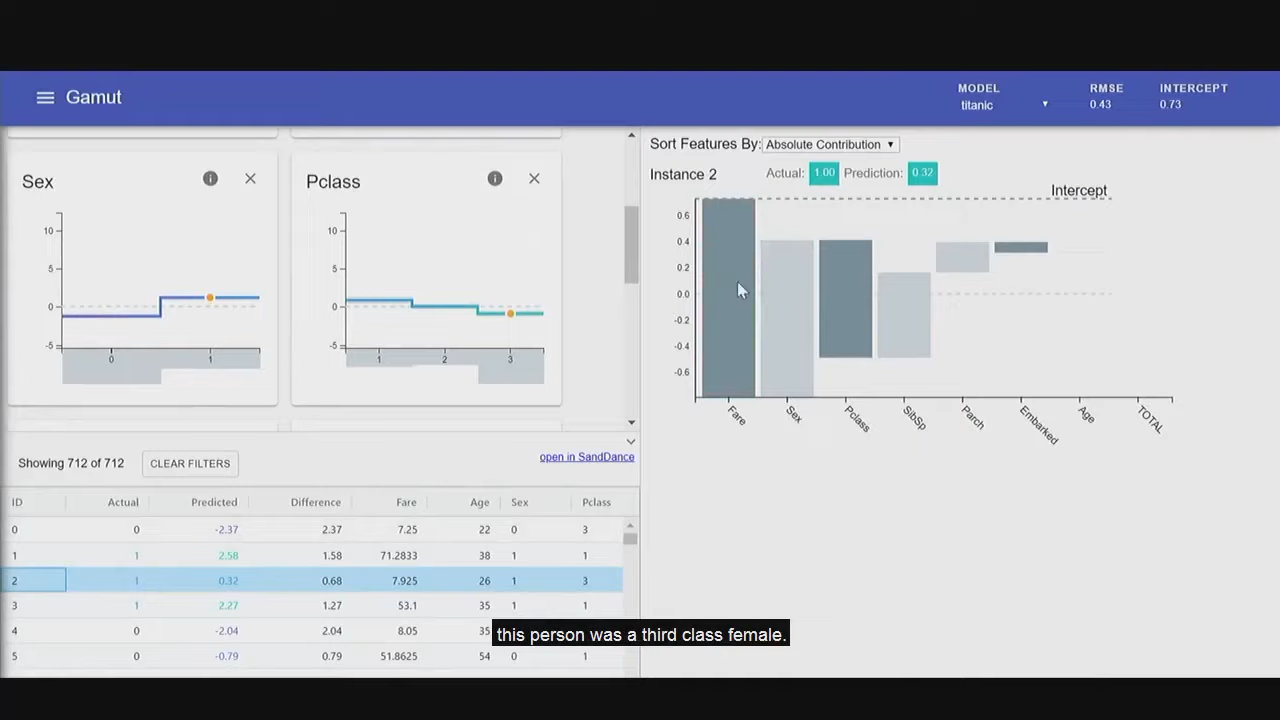 Gamut
MODEL
titanic
RMSE
0.43
INTERCEPT
0.73
Sex
10
5
0
-5
0
1
Pclass
10
5
0
-5
1
2
3
Showing 712 of 712
CLEAR FILTERS
open in SandDance
ID Actual Predicted Difference Fare Age Sex Pclass
0 0 -2.37 2.37 7.25 22 0 3
1 1 2.58 1.58 71.2833 38 1 1
2 1 0.32 0.68 7.925 26 1 3
3 1 2.27 1.27 53.1 35 1 1
4 0 -2.04 2.04 8.05 35
5 0 -0.79 0.79 51.8625 54 0 1
Sort Features By: Absolute Contribution
Instance 2 Actual: 1.00 Prediction: 0.32
Intercept
0.6
0.4
0.2
0.0
-0.2
-0.4
-0.6
Fare
Sex
Pclass
SibSp
Parch
Embarked
Age
TOTAL
this person was a third class female.